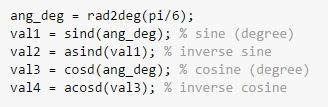 ang_deg = rad2deg(pi/6);
val1 = sind(ang_deg); % sine (degree)
val2 = asind(val1); % inverse sine
val3 = cosd(ang_deg); % cosine (degree)
val4 = acosd(val3); % inverse cosine